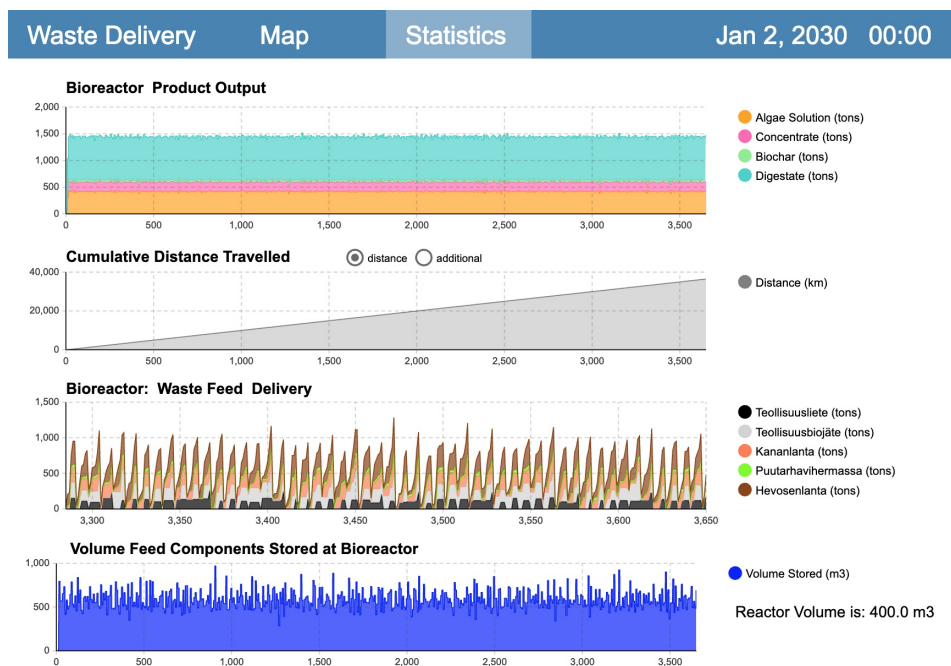 Waste Delivery Map Statistics Jan 2, 2030 00:00
Bioreactor Product Output
2,000
1,500
1,000
500
0
0 500 1,000 1,500 2,000 2,500 3,000 3,500
Algae Solution (tons)
Concentrate (tons)
Biochar (tons)
Digestate (tons)
Cumulative Distance Travelled distance additional
40,000
20,000
0
0 500 1,000 1,500 2,000 2,500 3,000 3,500
Distance (km)
Bioreactor: Waste Feed Delivery
1,500
1,000
500
0
3,300 3,350 3,400 3,450 3,500 3,550 3,600 3,650
Teollisuusliete (tons)
Teollisuusbiojäte (tons)
Kananlanta (tons)
Puutarhavihermassa (tons)
Hevosenlanta (tons)
Volume Feed Components Stored at Bioreactor
1,000
500
0
0 500 1,000 1,500 2,000 2,500 3,000 3,500
Volume Stored (m3)
Reactor Volume is: 400.0 m3